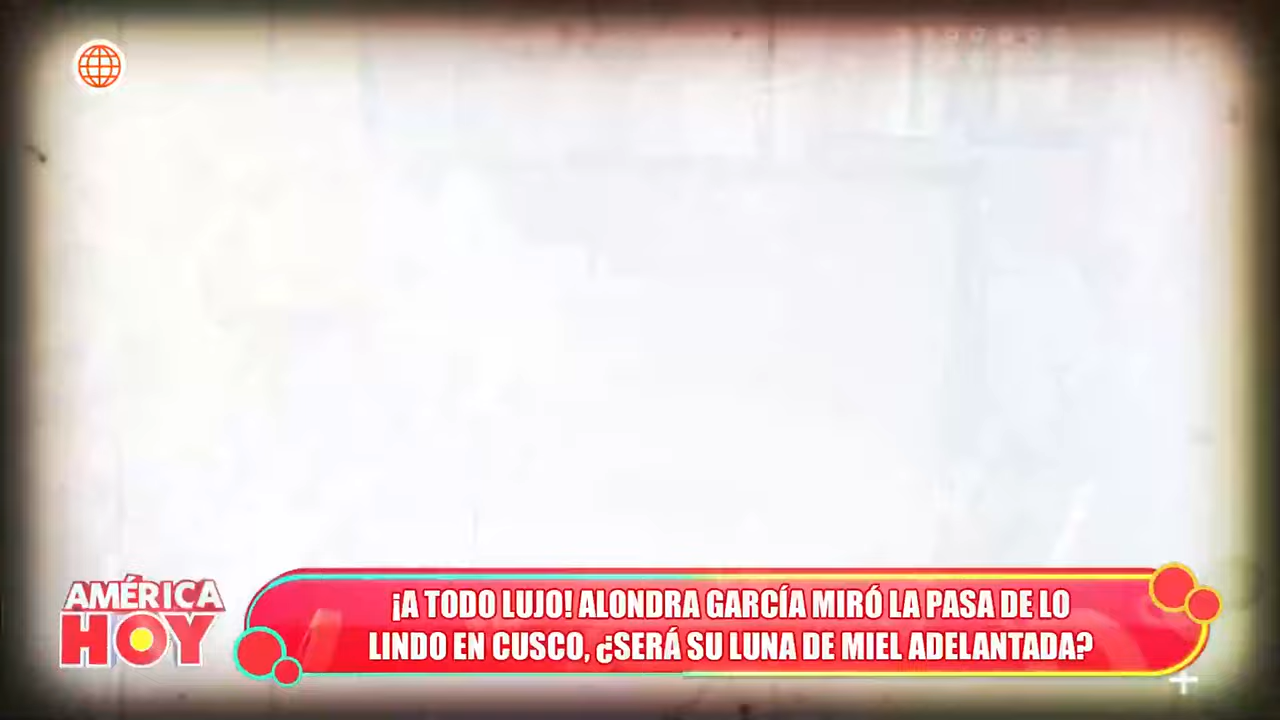 AMÉRICA
HOY
¡A TODO LUJO! ALONDRA GARCÍA MIRÓ LA PASA DE LO
LINDO EN CUSCO, ¿SERÁ SU LUNA DE MIEL ADELANTADA?